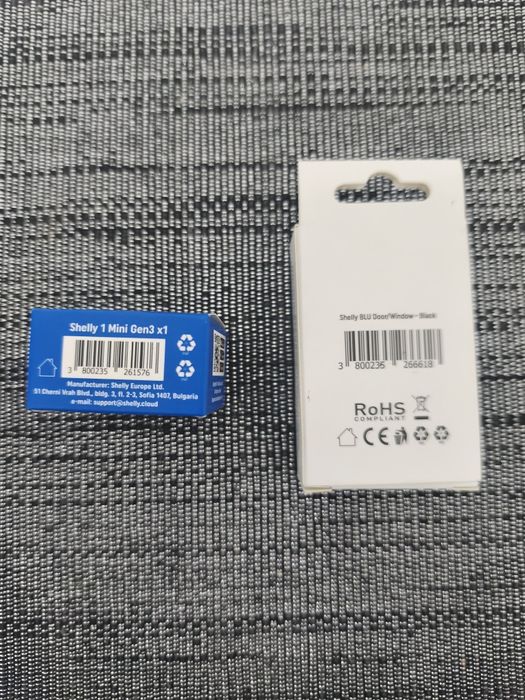 Shelly 1 Mini Gen3 x1
3 800235 261576
Manufacturer: Shelly Europe Ltd.
51 Cherni Vrah Blvd., bldg. 3, fl. 2-3, Sofia 1407, Bulgaria
e-mail: support@shelly.cloud
Shelly BLU Door/Window - Black
3 800235 266618
RoHS
COMPLIANT
CE